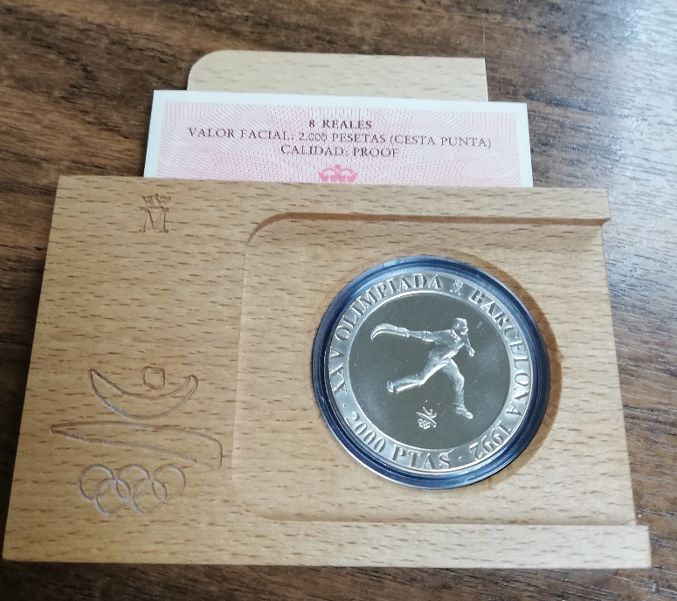 8 REALES
VALOR FACIAL: 2.000 PESETAS (CESTA PUNTA)
CALIDAD: PROOF
M
· XXV OLIMPIADA BARCELONA 1992 ·
2000 PTAS